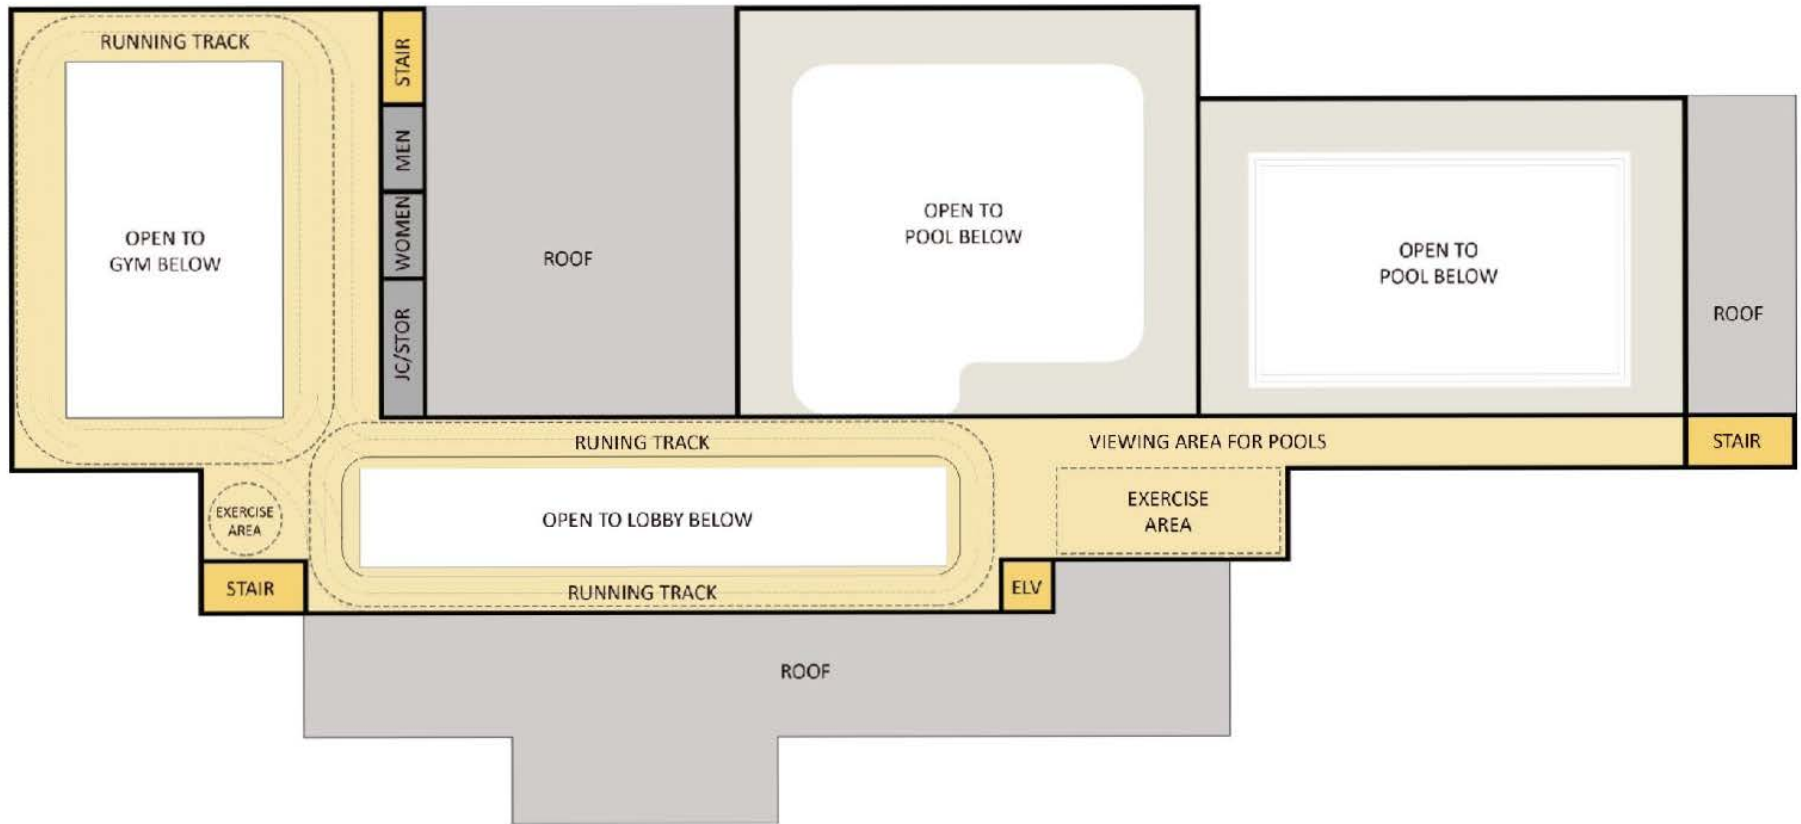 RUNNING TRACK
STAIR
MEN
WOMEN
JC/STOR
OPEN TO
GYM BELOW
ROOF
OPEN TO
POOL BELOW
OPEN TO
POOL BELOW
ROOF
RUNING TRACK
VIEWING AREA FOR POOLS
STAIR
EXERCISE
AREA
OPEN TO LOBBY BELOW
EXERCISE
AREA
STAIR
RUNNING TRACK
ELV
ROOF